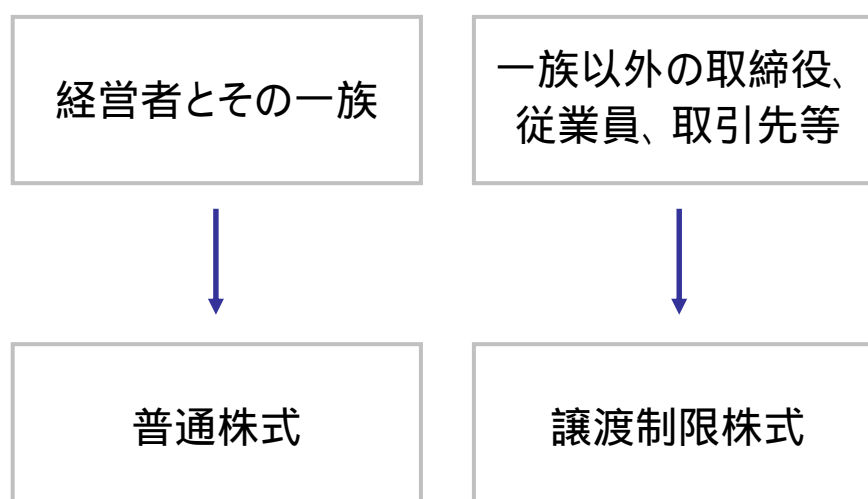 経営者とその一族
一族以外の取締役、
従業員、取引先等
普通株式
譲渡制限株式